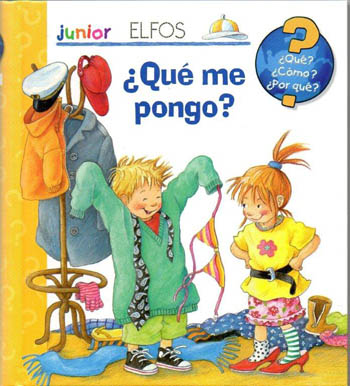 junior ELFOS
¿Qué me
pongo?
?
¿Qué?
¿Cómo?
¿Por qué?